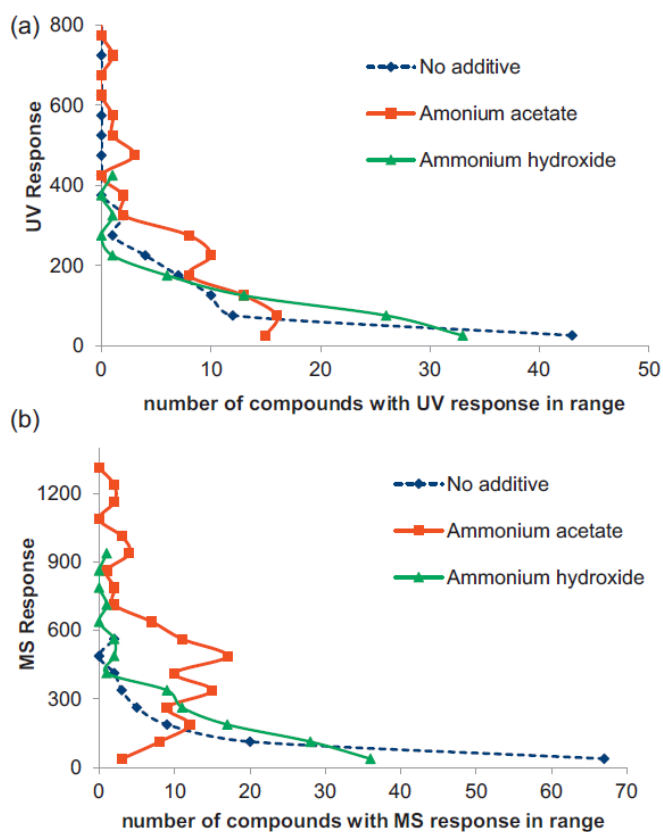 (a)
800
600
400
200
0
UV Response
No additive
Amonium acetate
Ammonium hydroxide
0 10 20 30 40 50
number of compounds with UV response in range
(b)
1200
900
600
300
0
MS Response
No additive
Ammonium acetate
Ammonium hydroxide
0 10 20 30 40 50 60 70
number of compounds with MS response in range